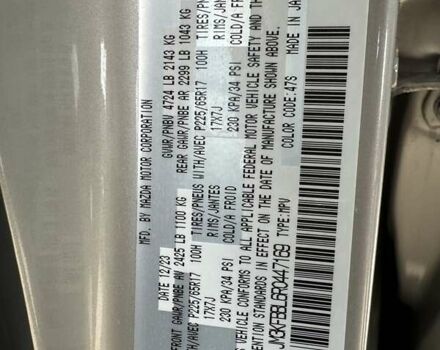 MFD. BY MAZDA MOTOR CORPORATION
MADE IN JA
GVWR/PNBV 4724 LB 2143 KG
DATE 12/23
FRONT GAWR/PNBE AV 2425 LB 1100 KG
REAR GAWR/PNBE AR 2299 LB 1043 KG
TIRES/PNEUS WITH/AVEC P225/65R17 100H
TIRES/PNEUS WITH/AVEC P225/65R17 100H
RIMS/JANTES 17X7J
RIMS/JANTES 17X7J
COLD/A FROID 230 KPA/34 PSI
COLD/A FROID 230 KPA/34 PSI
TO ALL APPLICABLE FEDERAL MOTOR VEHICLE SAFETY AND
PREVENTION STANDARDS IN EFFECT ON THE DATE OF MANUFACTURE SHOWN ABOVE.
COLOR CODE:47S
TYPE:MPV